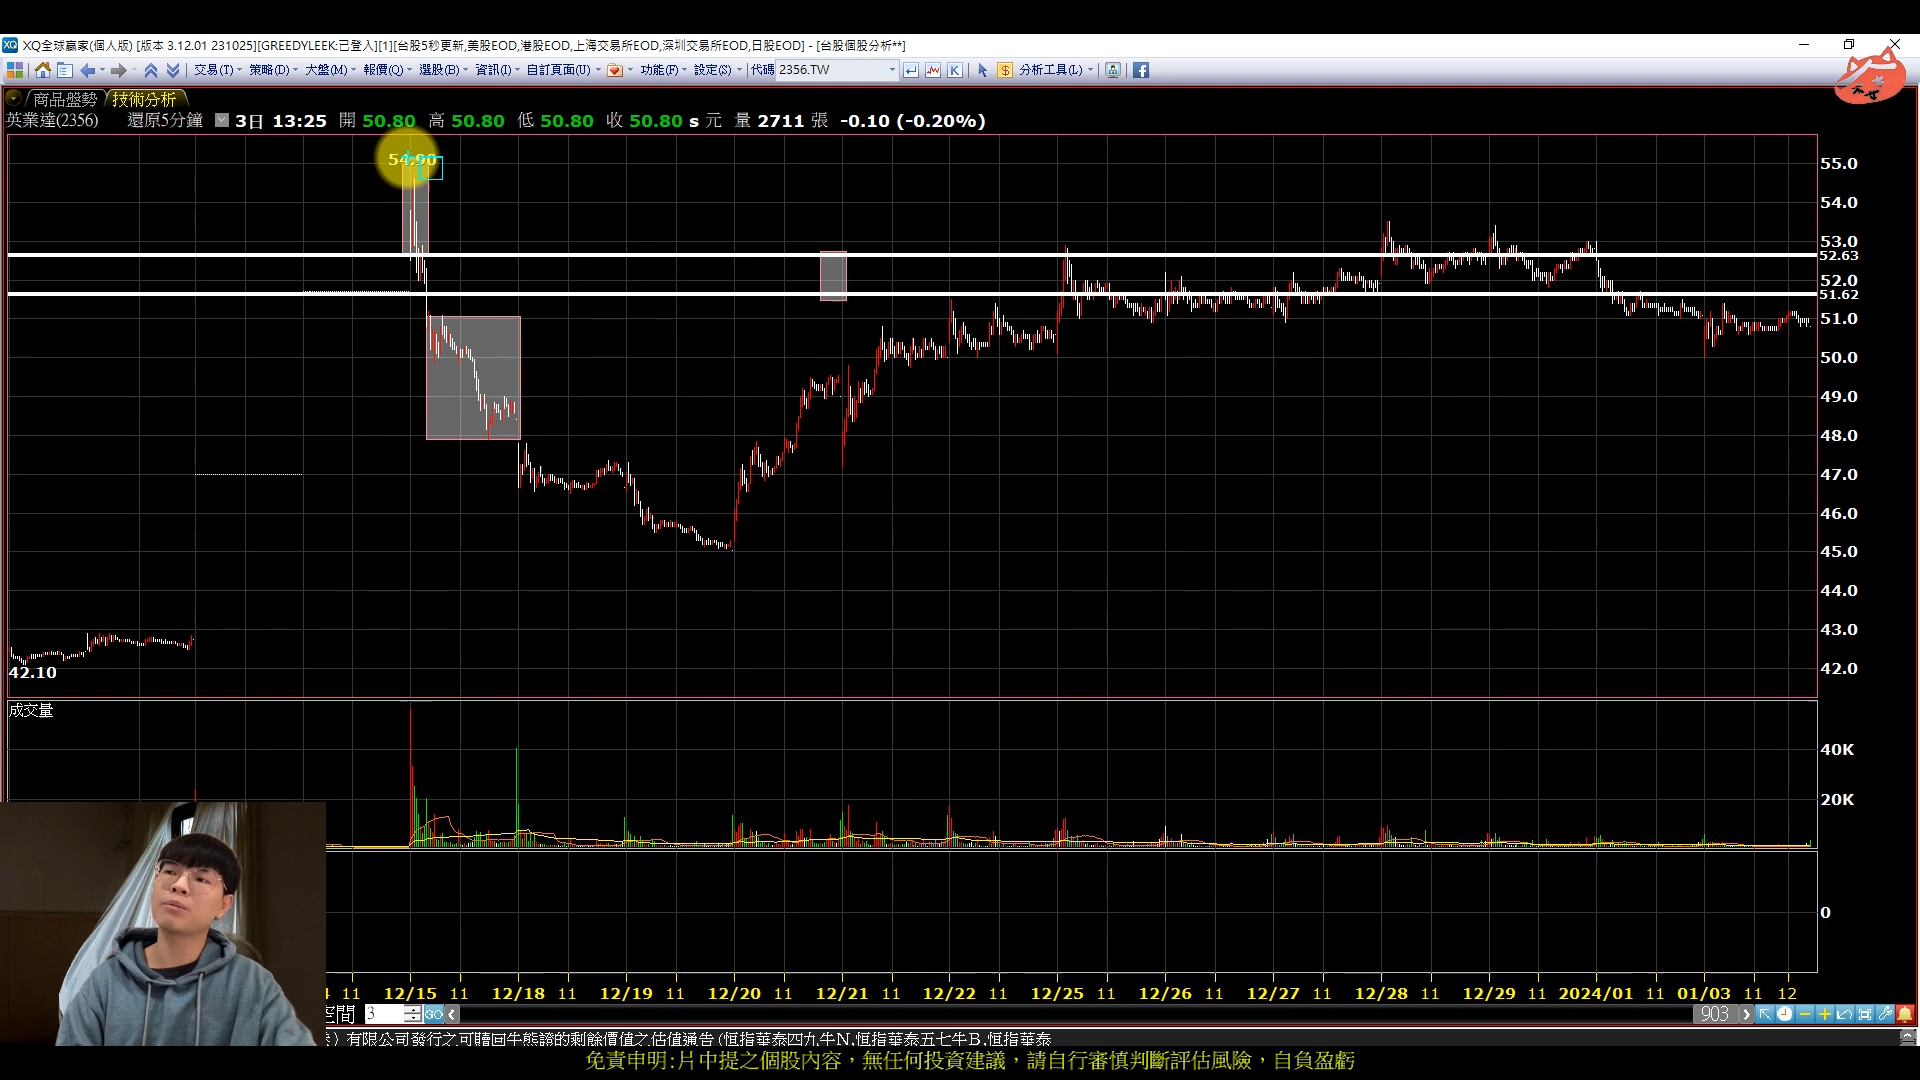 XQ全球贏家(個人版) [版本 3.12.01 231025][GREEDYLEEK:已登入][1][台股5秒更新,美股EOD,港股EOD,上海交易所EOD,深圳交易所EOD,日股EOD] - [台股個股分析**]
交易(T) 策略(D) 大盤(M) 報價(Q) 選股(B) 資訊(I) 自訂頁面(U) 功能(F) 設定(S) 代碼 2356.TW 分析工具(L)
商品盤勢 技術分析
英業達(2356) 還原5分鐘 3日 13:25 開 50.80 高 50.80 低 50.80 收 50.80 s 元 量 2711 張 -0.10 (-0.20%)
54.90
55.0
54.0
53.0
52.63
52.0
51.62
51.0
50.0
49.0
48.0
47.0
46.0
45.0
44.0
43.0
42.0
42.10
成交量
40K
20K
0
11 12/15 11 12/18 11 12/19 11 12/20 11 12/21 11 12/22 11 12/25 11 12/26 11 12/27 11 12/28 11 12/29 11 2024/01 11 01/03 11 12
空間 3 GO 903
有限公司發行之可贖回牛熊證的剩餘價值之估值通告 (恒指華泰四九牛N,恒指華泰五七牛B,恒指華泰
免責申明:片中提之個股內容，無任何投資建議，請自行審慎判斷評估風險，自負盈虧